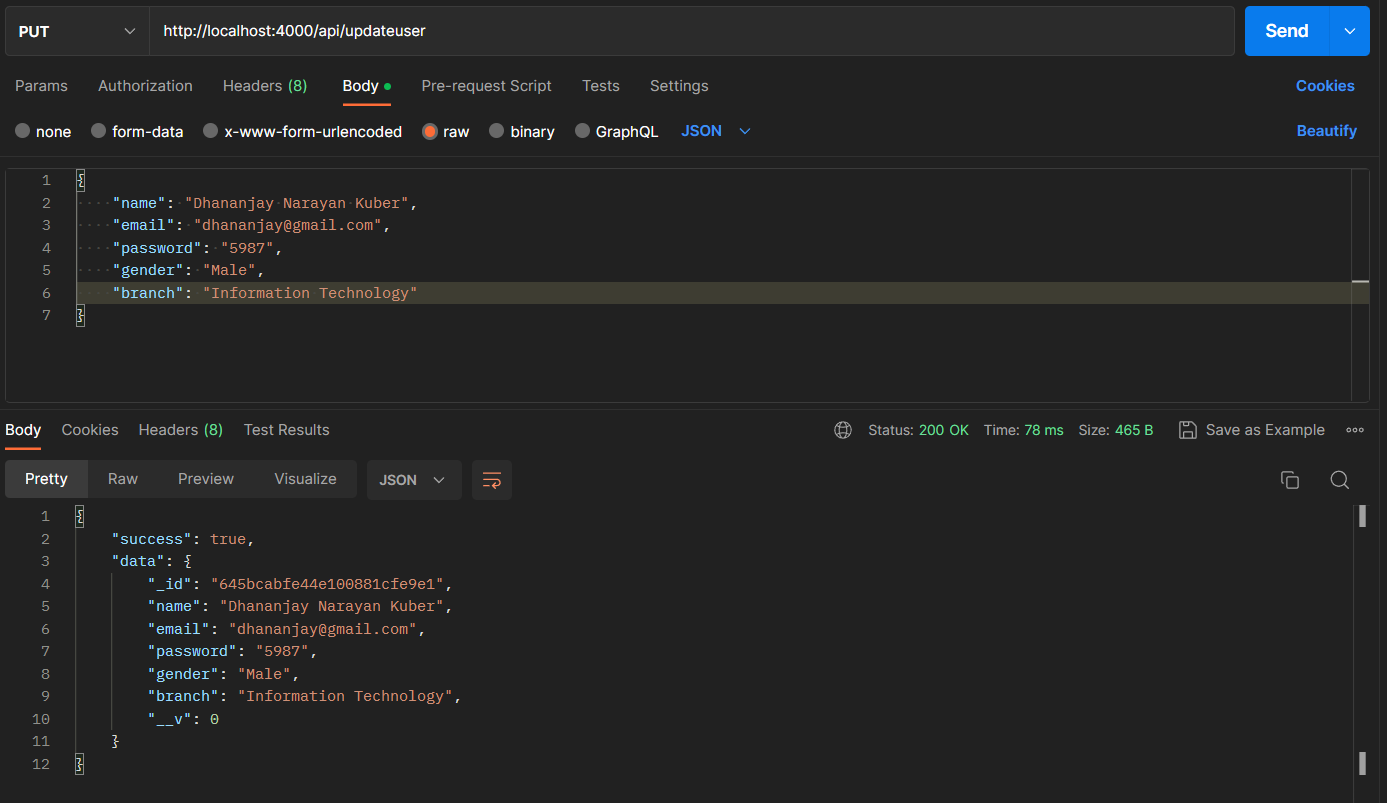 PUT http://localhost:4000/api/updateuser Send
Params Authorization Headers (8) Body Pre-request Script Tests Settings Cookies
none form-data x-www-form-urlencoded raw binary GraphQL JSON Beautify
1 {
2 "name": "Dhananjay Narayan Kuber",
3 "email": "dhananjay@gmail.com",
4 "password": "5987",
5 "gender": "Male",
6 "branch": "Information Technology"
7 }
Body Cookies Headers (8) Test Results Status: 200 OK Time: 78 ms Size: 465 B Save as Example
Pretty Raw Preview Visualize JSON
1 {
2 "success": true,
3 "data": {
4 "_id": "645bcabfe44e100881cfe9e1",
5 "name": "Dhananjay Narayan Kuber",
6 "email": "dhananjay@gmail.com",
7 "password": "5987",
8 "gender": "Male",
9 "branch": "Information Technology",
10 "__v": 0
11 }
12 }